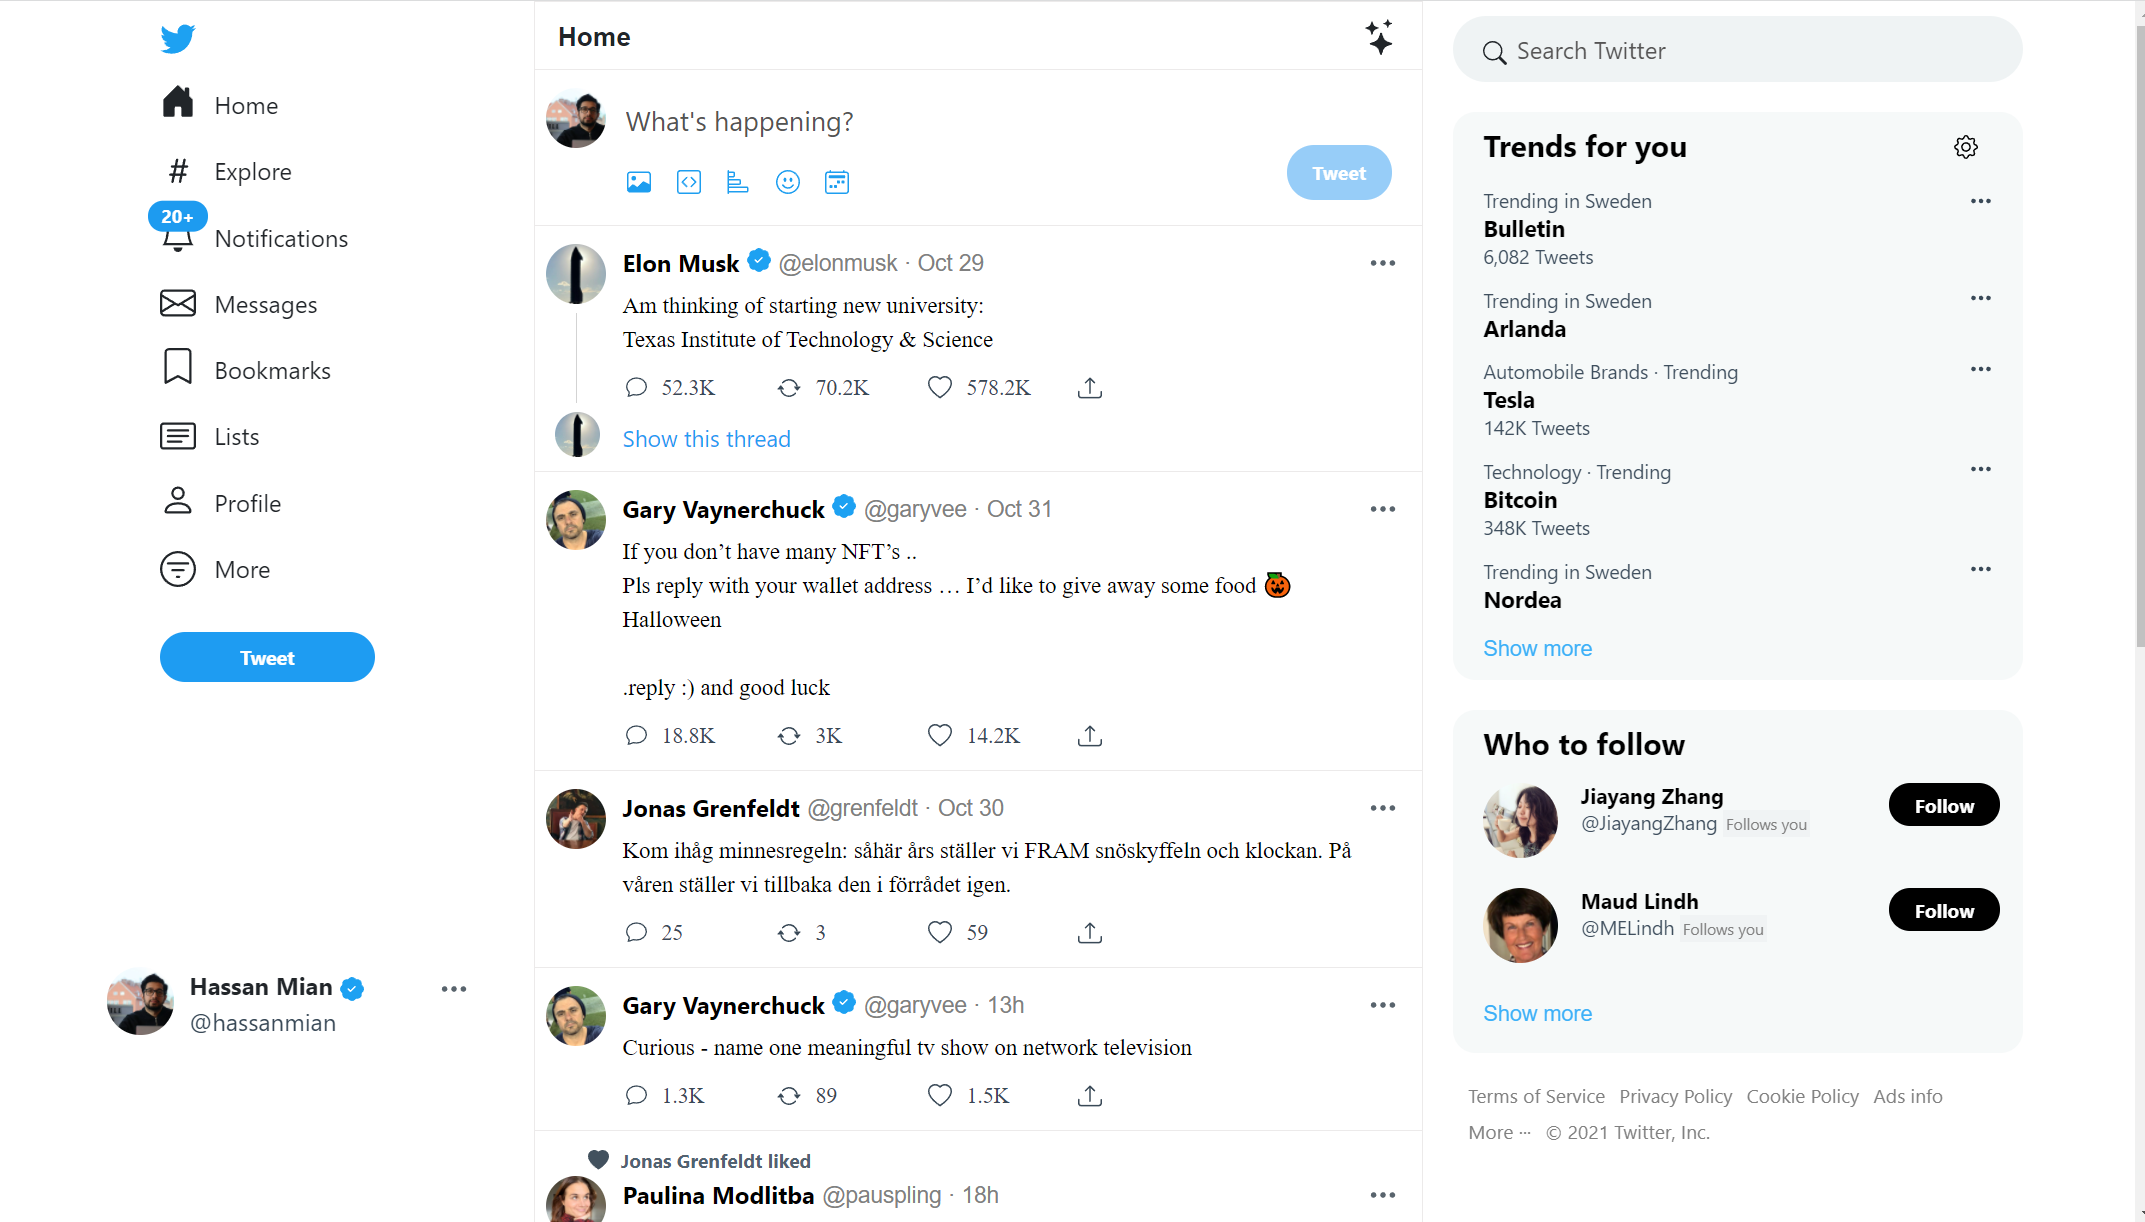 Home
Explore
20+
Notifications
Messages
Bookmarks
Lists
Profile
More
Tweet
Hassan Mian
@hassanmian
Home
What's happening?
Tweet
Elon Musk @elonmusk · Oct 29
Am thinking of starting new university:
Texas Institute of Technology & Science
52.3K 70.2K 578.2K
Show this thread
Gary Vaynerchuck @garyvee · Oct 31
If you don’t have many NFT’s ..
Pls reply with your wallet address … I’d like to give away some food 🎃
Halloween
.reply :) and good luck
18.8K 3K 14.2K
Jonas Grenfeldt @grenfeldt · Oct 30
Kom ihåg minnesregeln: såhär års ställer vi FRAM snöskyffeln och klockan. På
våren ställer vi tillbaka den i förrådet igen.
25 3 59
Gary Vaynerchuck @garyvee · 13h
Curious - name one meaningful tv show on network television
1.3K 89 1.5K
Jonas Grenfeldt liked
Paulina Modlitba @pauspling · 18h
Search Twitter
Trends for you
Trending in Sweden
Bulletin
6,082 Tweets
Trending in Sweden
Arlanda
Automobile Brands · Trending
Tesla
142K Tweets
Technology · Trending
Bitcoin
348K Tweets
Trending in Sweden
Nordea
Show more
Who to follow
Jiayang Zhang
@JiayangZhang Follows you
Follow
Maud Lindh
@MELindh Follows you
Follow
Show more
Terms of Service Privacy Policy Cookie Policy Ads info
More ··· © 2021 Twitter, Inc.